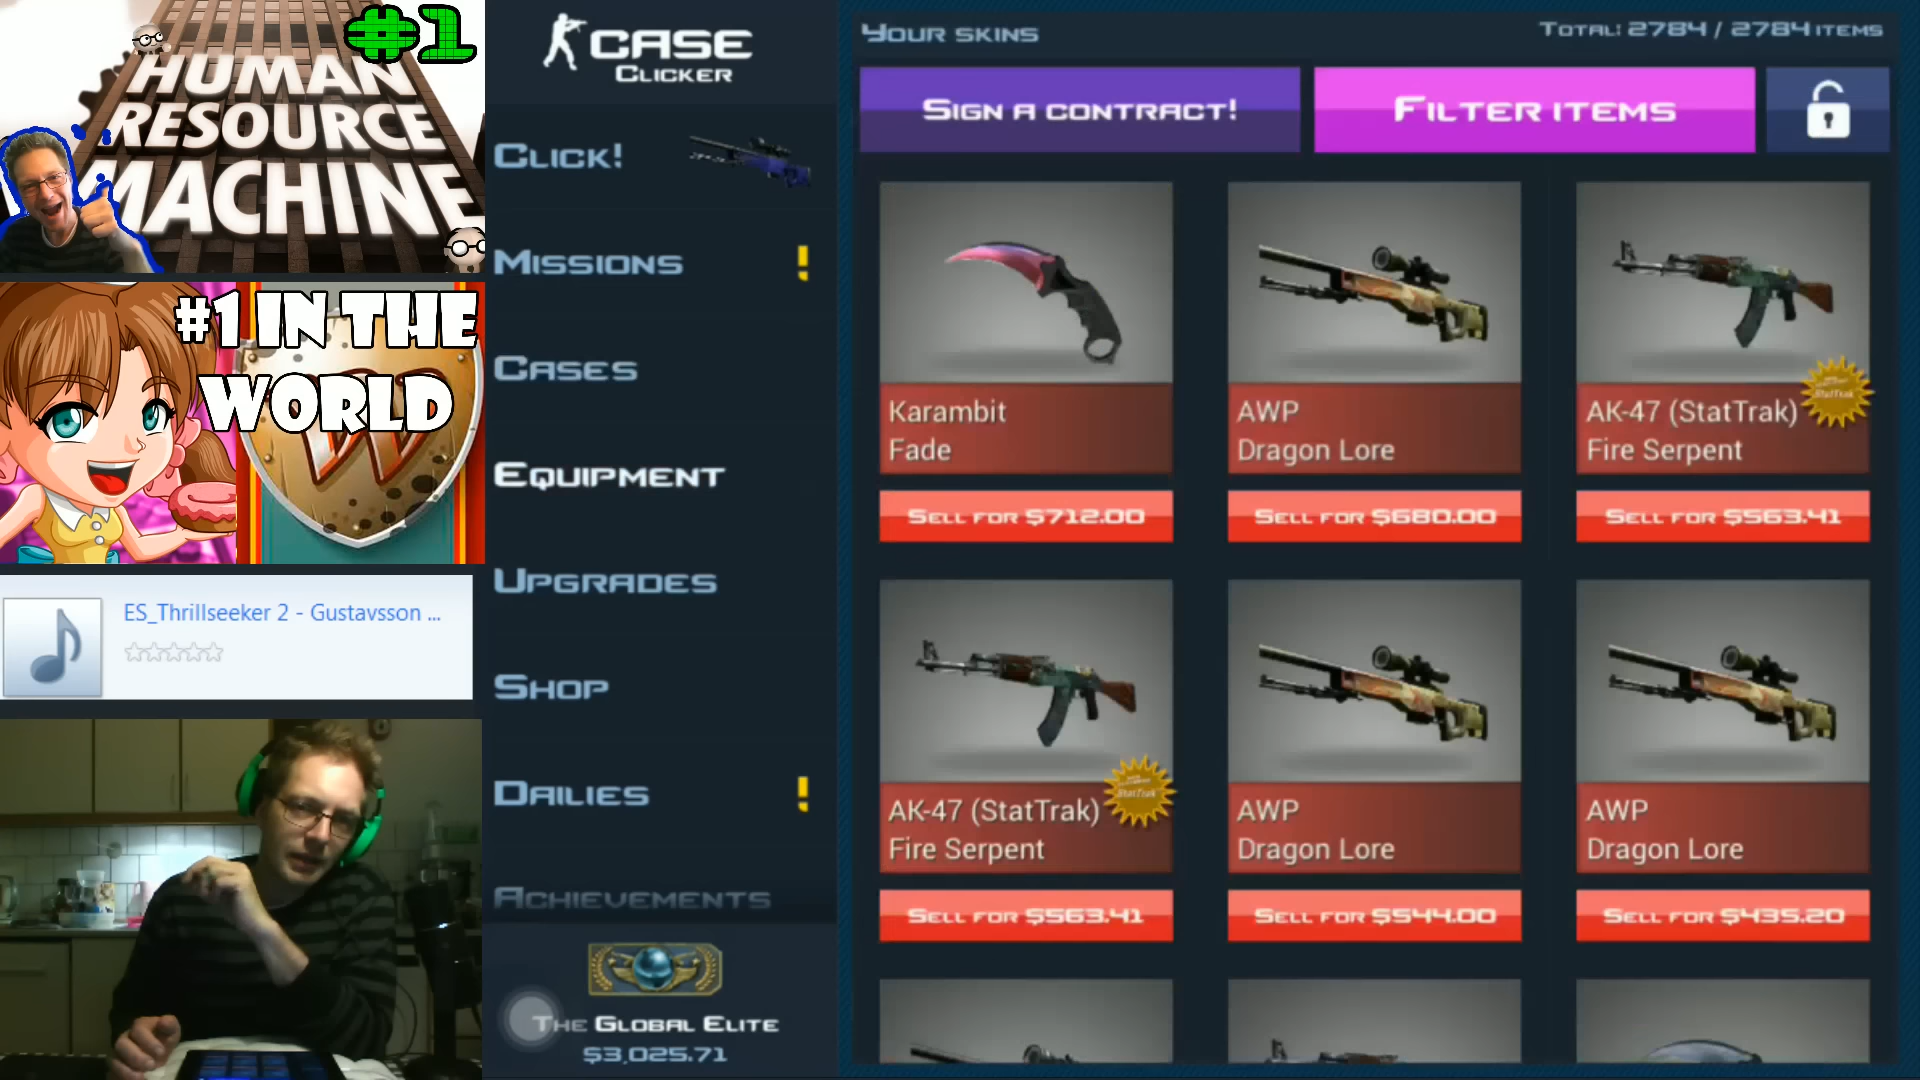 #1
HUMAN
RESOURCE
MACHINE
#1 IN THE
WORLD
W
ES_Thrillseeker 2 - Gustavsson ...
CASE
CLICKER
CLICK!
MISSIONS !
CASES
EQUIPMENT
UPGRADES
SHOP
DAILIES !
ACHIEVEMENTS
THE GLOBAL ELITE
$3,025.71
YOUR SKINS
TOTAL: 2784 / 2784 ITEMS
SIGN A CONTRACT!
FILTER ITEMS
Karambit
Fade
SELL FOR $712.00
AWP
Dragon Lore
SELL FOR $680.00
AK-47 (StatTrak)
Fire Serpent
StatTrak
SELL FOR $563.41
AK-47 (StatTrak)
Fire Serpent
StatTrak
SELL FOR $563.41
AWP
Dragon Lore
SELL FOR $544.00
AWP
Dragon Lore
SELL FOR $435.20